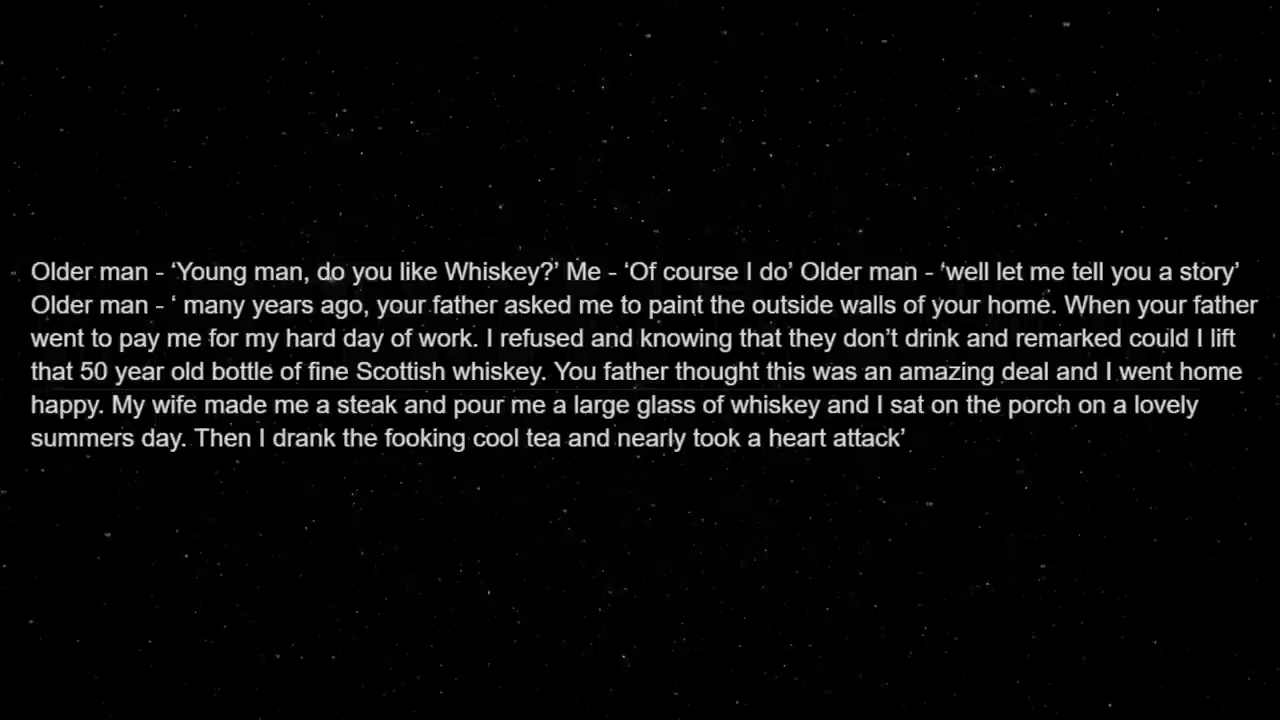 Older man - ‘Young man, do you like Whiskey?’ Me - ‘Of course I do’ Older man - ‘well let me tell you a story’
Older man - ‘ many years ago, your father asked me to paint the outside walls of your home. When your father
went to pay me for my hard day of work. I refused and knowing that they don’t drink and remarked could I lift
that 50 year old bottle of fine Scottish whiskey. You father thought this was an amazing deal and I went home
happy. My wife made me a steak and pour me a large glass of whiskey and I sat on the porch on a lovely
summers day. Then I drank the fooking cool tea and nearly took a heart attack’